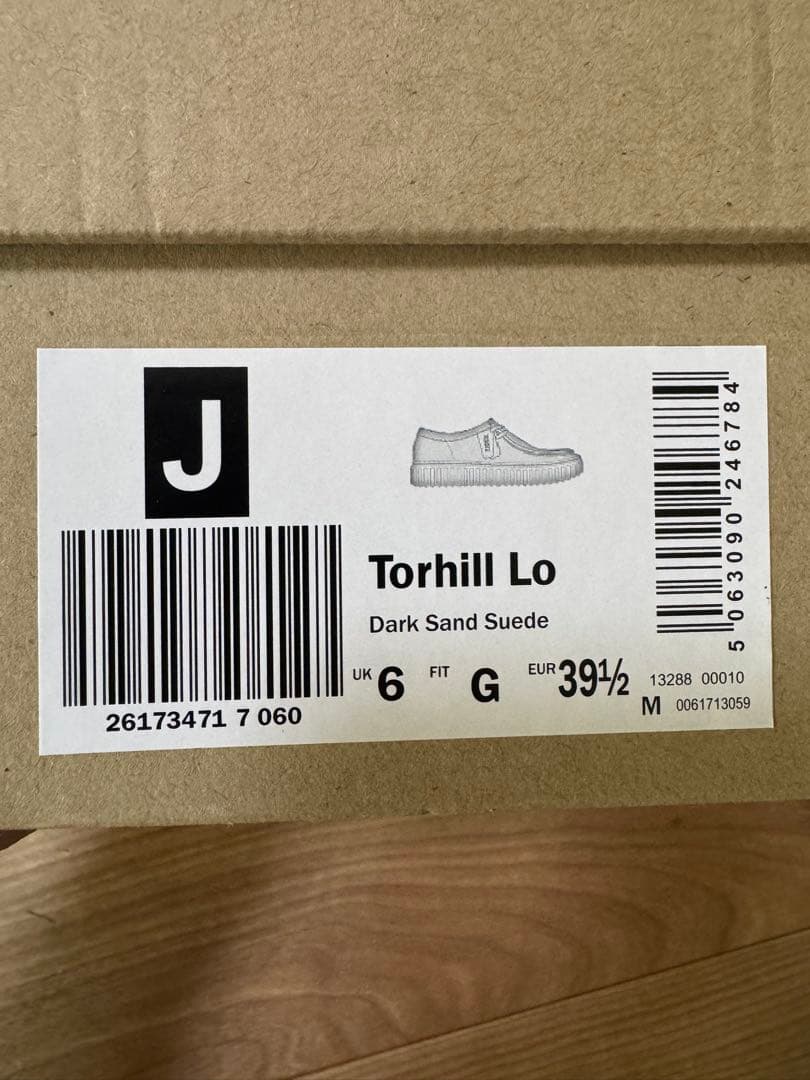 J
26173471 7 060
Torhill Lo
Dark Sand Suede
UK 6 FIT G EUR 39½
5 063090 246784
13288 00010
M 0061713059